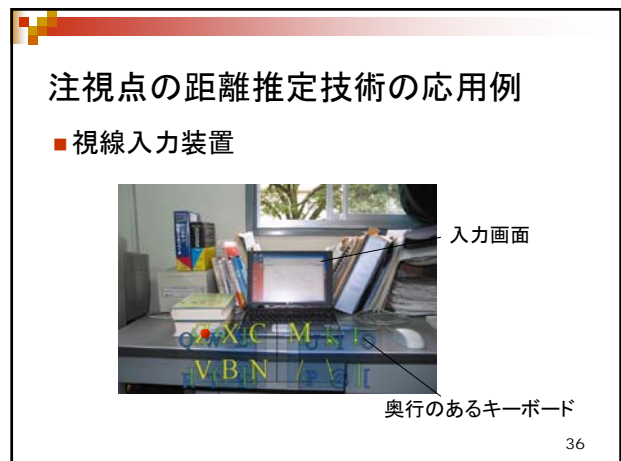 注視点の距離推定技術の応用例
視線入力装置
入力画面
Z X C M
V B N
奥行のあるキーボード
36